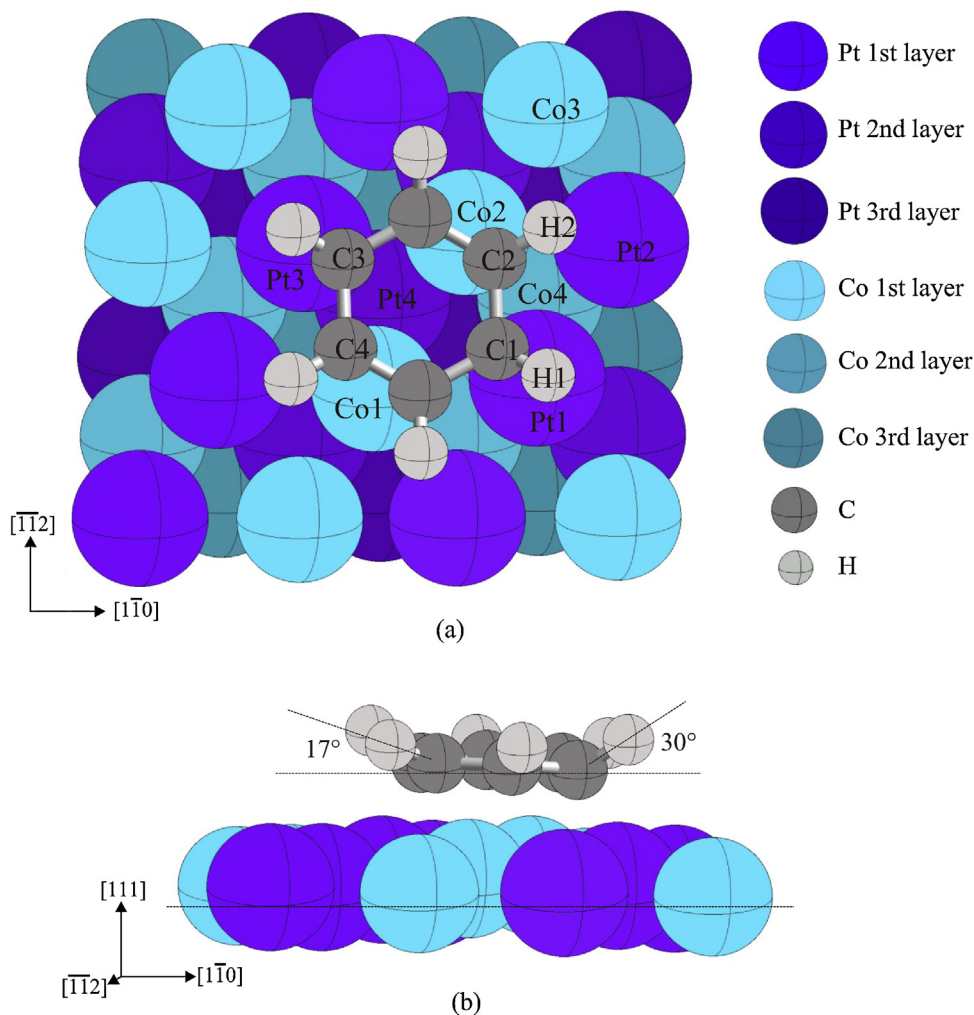 Pt 1st layer
Pt 2nd layer
Pt 3rd layer
Co 1st layer
Co 2nd layer
Co 3rd layer
C
H
Co3
Co2
H2
C3
C2
Pt2
Pt3
Pt4
Co4
C4
C1
H1
Co1
Pt1
[1̅1̅2]
[11̅0]
(a)
17°
30°
[111]
[1̅1̅2]
[11̅0]
(b)